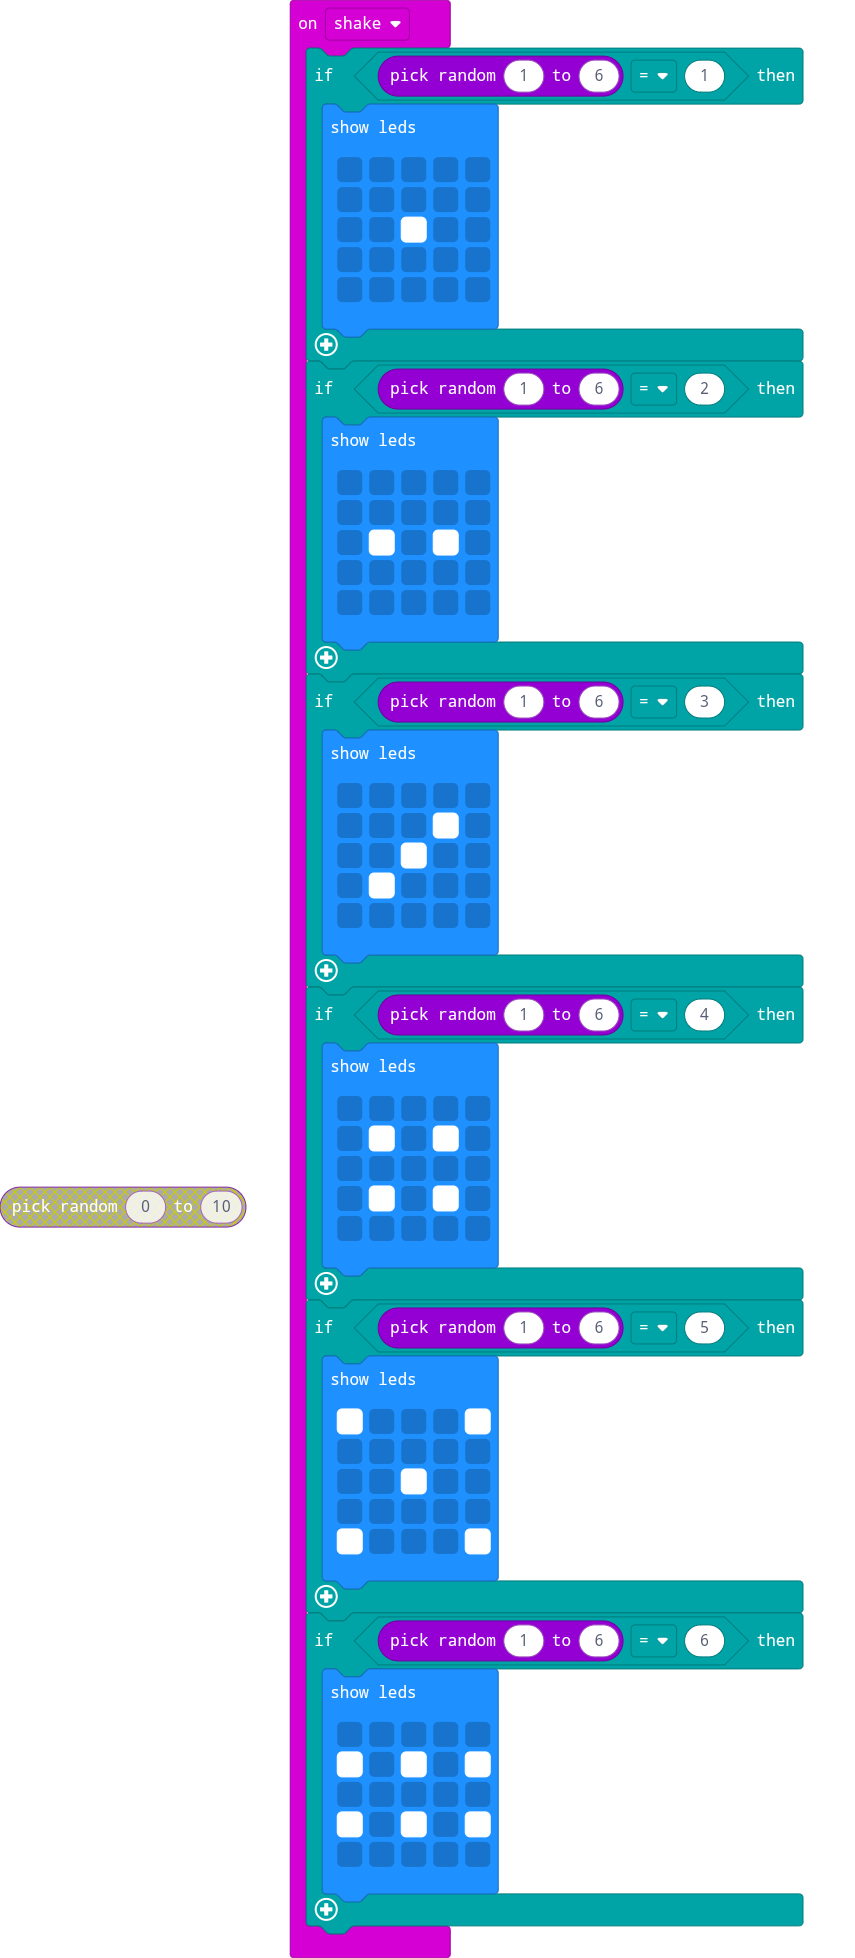 on shake
if pick random 1 to 6 = 1 then
show leds
if pick random 1 to 6 = 2 then
show leds
if pick random 1 to 6 = 3 then
show leds
if pick random 1 to 6 = 4 then
show leds
pick random 0 to 10
if pick random 1 to 6 = 5 then
show leds
if pick random 1 to 6 = 6 then
show leds